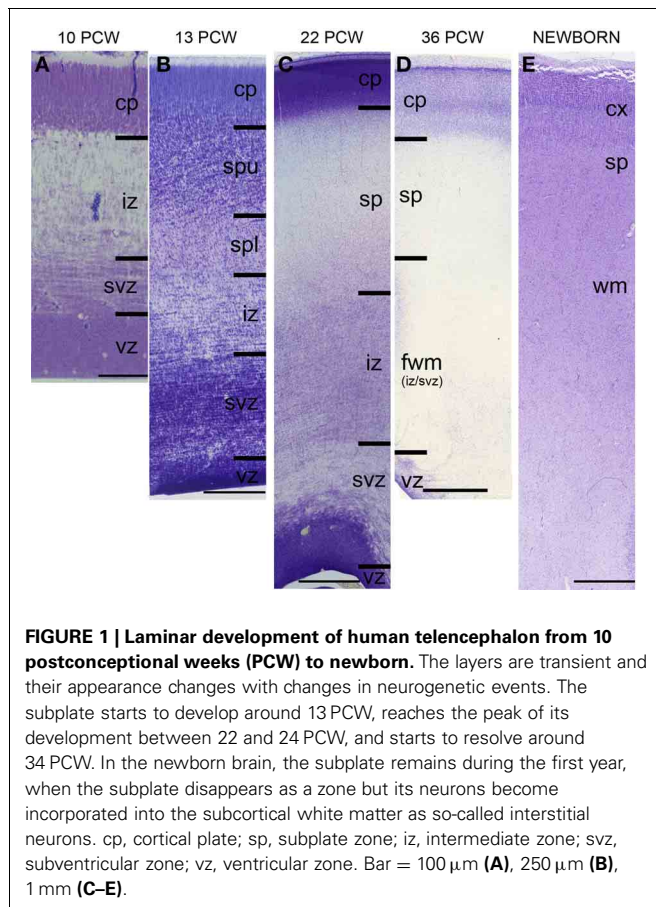 10 PCW 13 PCW 22 PCW 36 PCW NEWBORN
A B C D E
cp cp cp cp cx
iz spu sp sp sp
svz spl iz fwm wm
vz iz svz (iz/svz)
svz vz vz
vz
FIGURE 1 | Laminar development of human telencephalon from 10
postconceptional weeks (PCW) to newborn. The layers are transient and
their appearance changes with changes in neurogenetic events. The
subplate starts to develop around 13 PCW, reaches the peak of its
development between 22 and 24 PCW, and starts to resolve around
34 PCW. In the newborn brain, the subplate remains during the first year,
when the subplate disappears as a zone but its neurons become
incorporated into the subcortical white matter as so-called interstitial
neurons. cp, cortical plate; sp, subplate zone; iz, intermediate zone; svz,
subventricular zone; vz, ventricular zone. Bar = 100 μm (A), 250 μm (B),
1 mm (C–E).